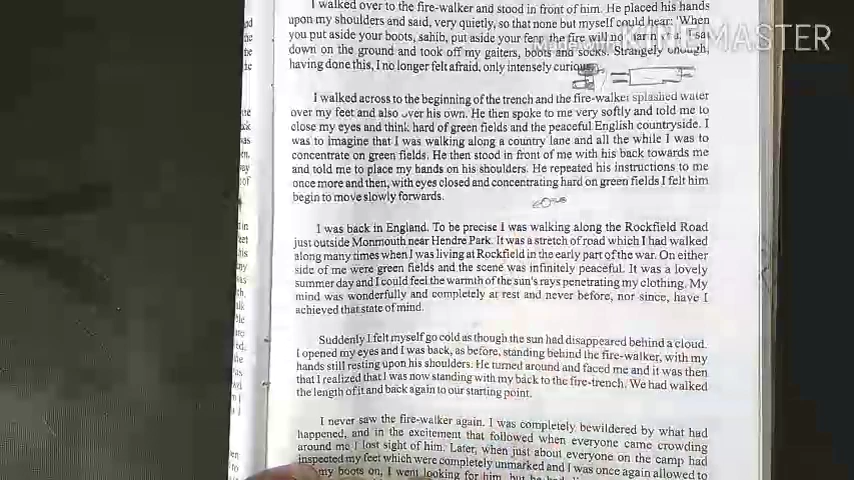 I walked over to the fire-walker and stood in front of him. He placed his hands
upon my shoulders and said, very quietly, so that none but myself could hear: 'When
you put aside your boots, sahib, put aside your fear the fire will no
down on the ground and took off my gaiters, boots and socks. Strangely enough,
having done this, I no longer felt afraid, only intensely curious
I walked across to the beginning of the trench and the fire-walker splashed water
over my feet and also over his own. He then spoke to me very softly and told me to
close my eyes and think hard of green fields and the peaceful English countryside. I
was to imagine that I was walking along a country lane and all the while I was to
concentrate on green fields. He then stood in front of me with his back towards me
and told me to place my hands on his shoulders. He repeated his instructions to me
once more and then, with eyes closed and concentrating hard on green fields I felt him
begin to move slowly forwards.
I was back in England. To be precise I was walking along the Rockfield Road
just outside Monmouth near Hendre Park. It was a stretch of road which I had walked
along many times when I was living at Rockfield in the early part of the war. On either
side of me were green fields and the scene was infinitely peaceful. It was a lovely
summer day and I could feel the warmth of the sun's rays penetrating my clothing. My
mind was wonderfully and completely at rest and never before, nor since, have I
achieved that state of mind.
Suddenly I felt myself go cold as though the sun had disappeared behind a cloud.
I opened my eyes and I was back, as before, standing behind the fire-walker, with my
hands still resting upon his shoulders. He turned around and faced me and it was then
that I realized that I was now standing with my back to the fire-trench. We had walked
the length of it and back again to our starting point.
I never saw the fire-walker again. I was completely bewildered by what had
happened, and in the excitement that followed when everyone came crowding
around me I lost sight of him. Later, when just about everyone on the camp had
inspected my feet which were completely unmarked and I was once again allowed to
my boots on, I went looking for him, but he had
Made with KINEMASTER